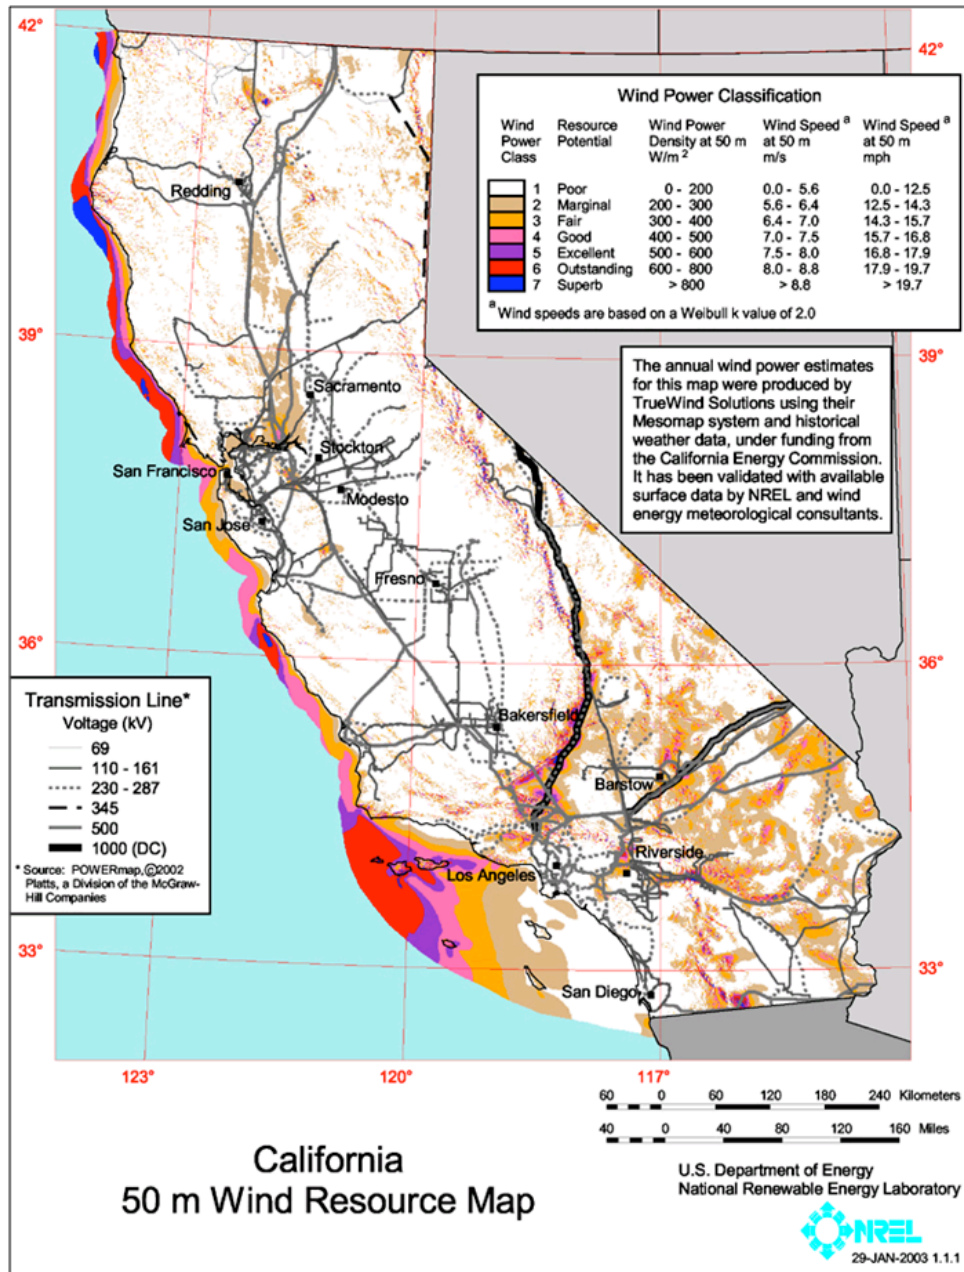 42°
42°
Wind Power Classification
Wind Power Class
Resource Potential
Wind Power Density at 50 m W/m 2
Wind Speed a at 50 m m/s
Wind Speed a at 50 m mph
1 Poor 0 - 200 0.0 - 5.6 0.0 - 12.5
2 Marginal 200 - 300 5.6 - 6.4 12.5 - 14.3
3 Fair 300 - 400 6.4 - 7.0 14.3 - 15.7
4 Good 400 - 500 7.0 - 7.5 15.7 - 16.8
5 Excellent 500 - 600 7.5 - 8.0 16.8 - 17.9
6 Outstanding 600 - 800 8.0 - 8.8 17.9 - 19.7
7 Superb > 800 > 8.8 > 19.7
a Wind speeds are based on a Weibull k value of 2.0
Redding
39°
39°
The annual wind power estimates
for this map were produced by
TrueWind Solutions using their
Mesomap system and historical
weather data, under funding from
the California Energy Commission.
It has been validated with available
surface data by NREL and wind
energy meteorological consultants.
Sacramento
Stockton
San Francisco
Modesto
San Jose
Fresno
36°
36°
Transmission Line*
Voltage (kV)
69
110 - 161
230 - 287
345
500
1000 (DC)
* Source: POWERmap, ©2002
Platts, a Division of the McGraw-
Hill Companies
Bakersfield
Barstow
Riverside
Los Angeles
33°
33°
San Diego
123°
120°
117°
60 0 60 120 180 240 Kilometers
40 0 40 80 120 160 Miles
California
50 m Wind Resource Map
U.S. Department of Energy
National Renewable Energy Laboratory
NREL
29-JAN-2003 1.1.1